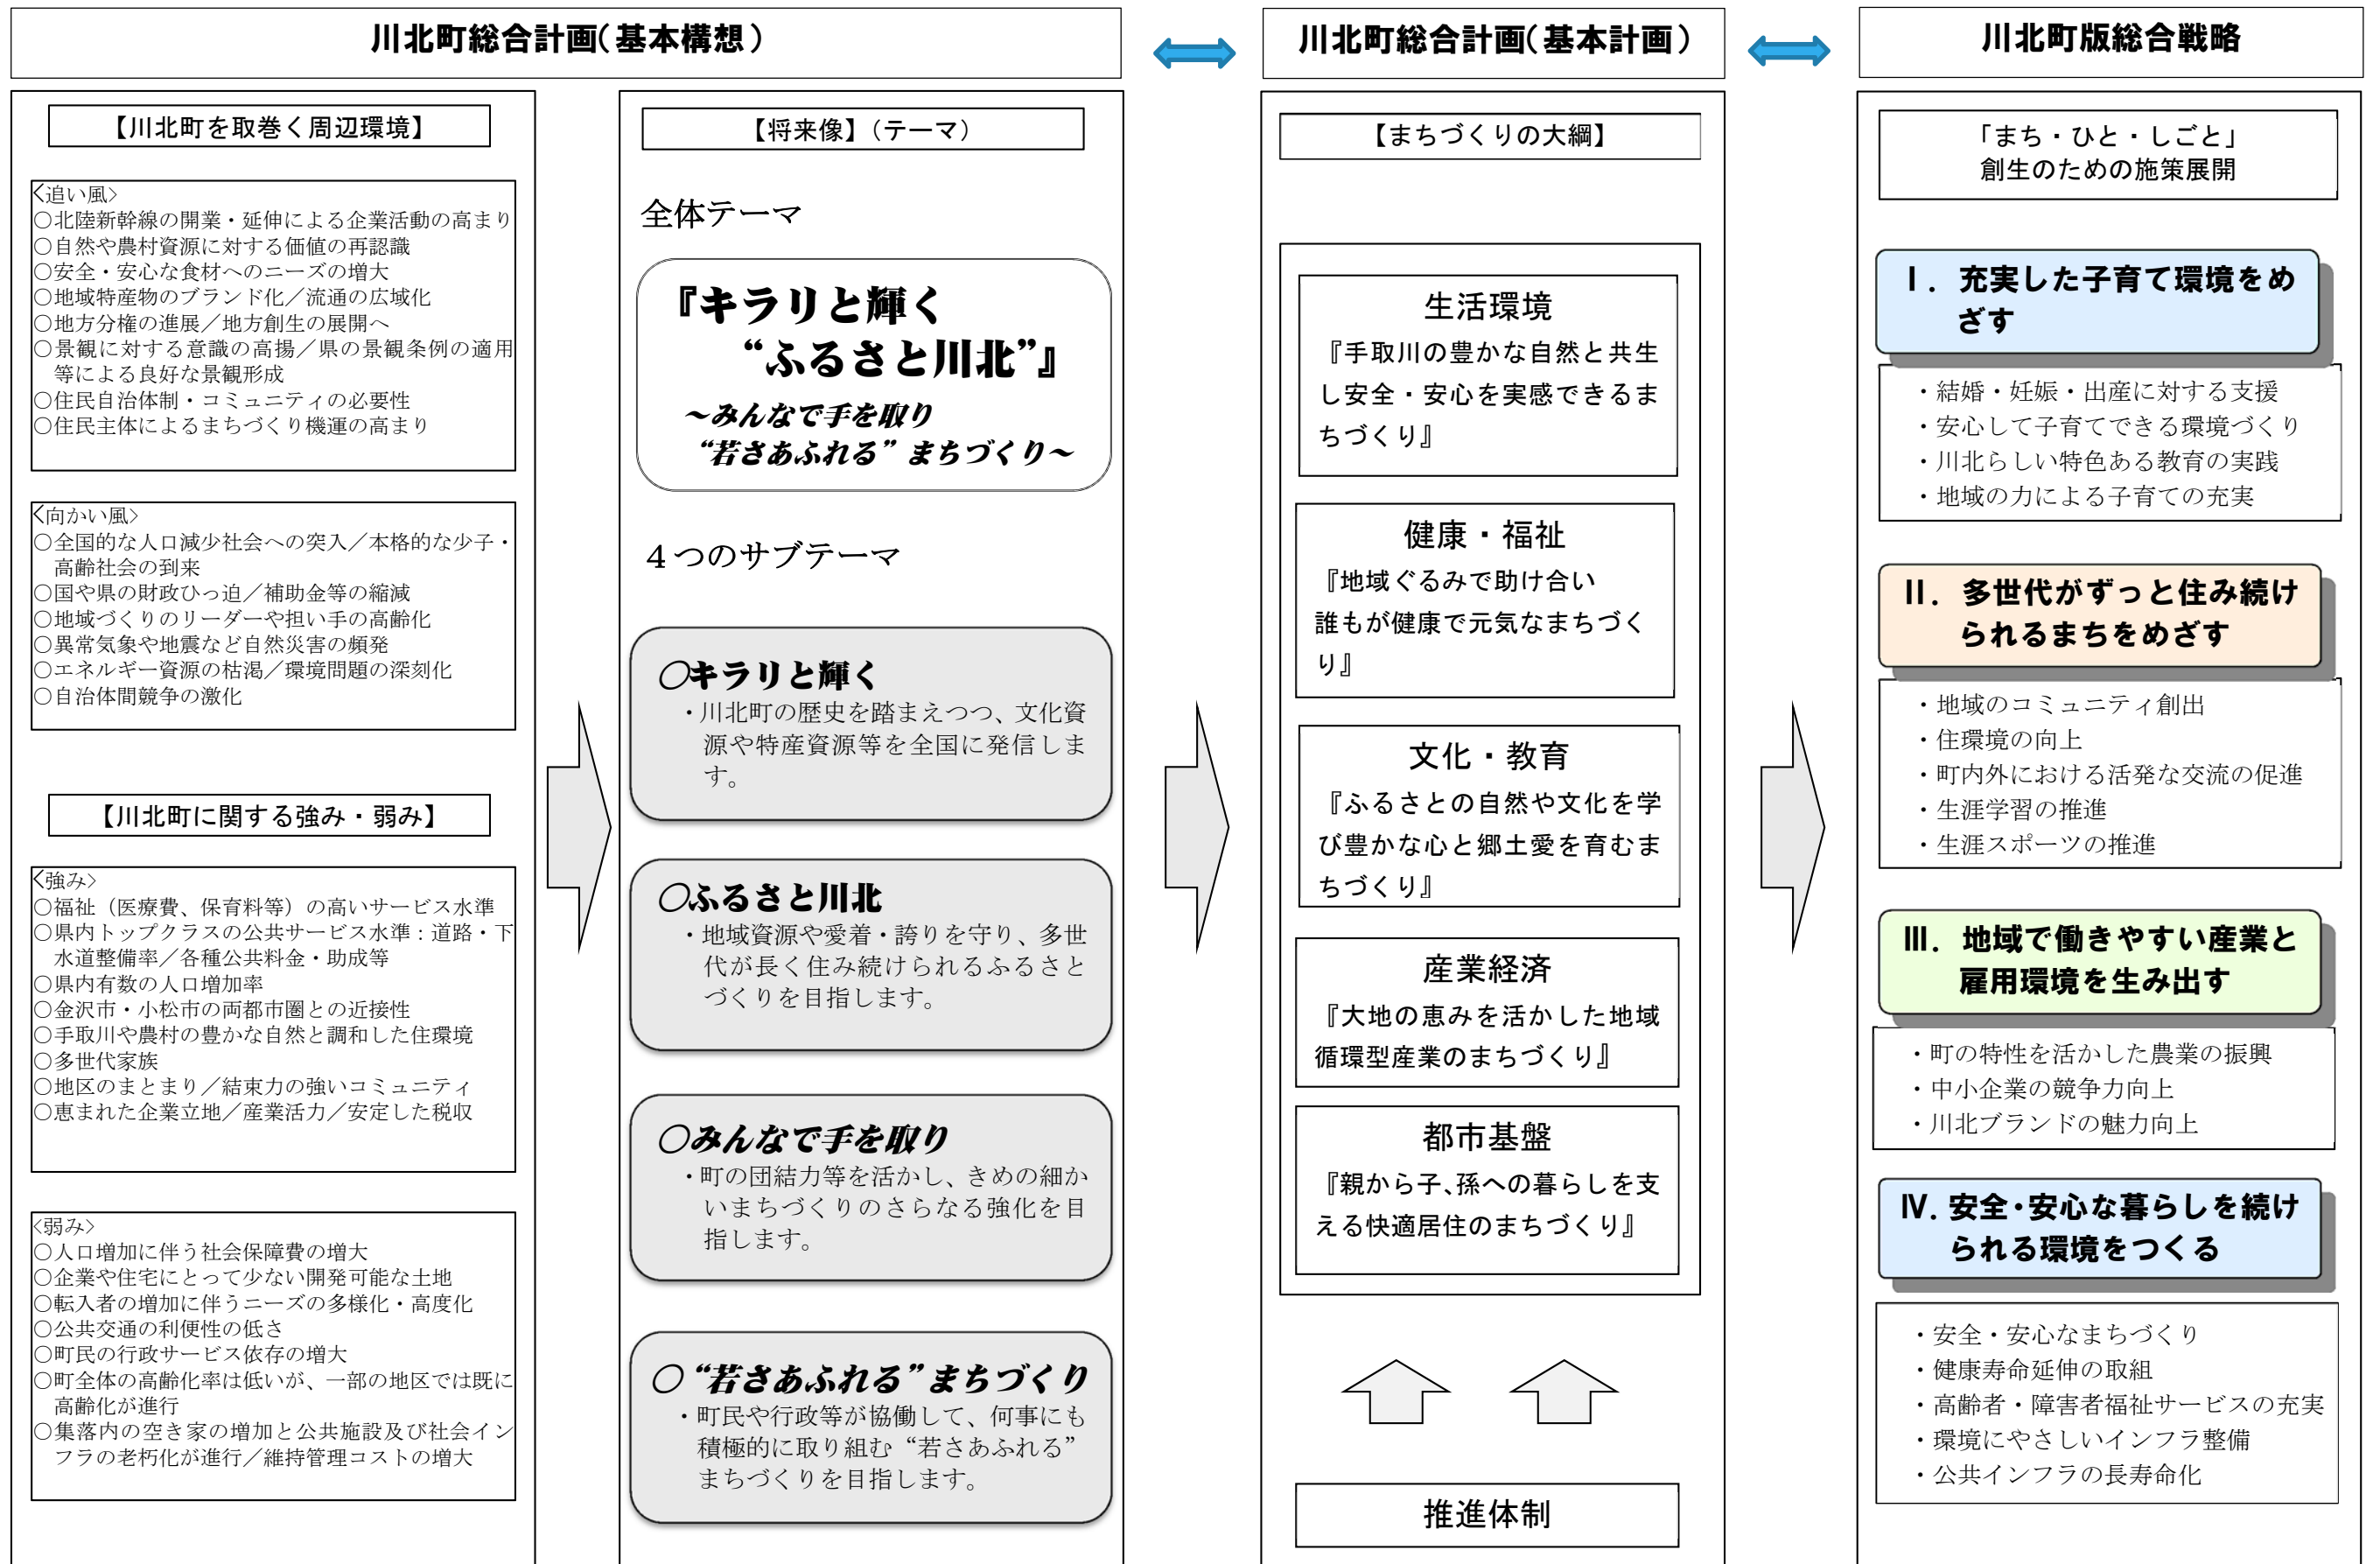 川北町総合計画(基本構想)
【川北町を取巻く周辺環境】
<追い風>
○北陸新幹線の開業・延伸による企業活動の高まり
○自然や農村資源に対する価値の再認識
○安全・安心な食材へのニーズの増大
○地域特産物のブランド化／流通の広域化
○地方分権の進展／地方創生の展開へ
○景観に対する意識の高揚／県の景観条例の適用
等による良好な景観形成
○住民自治体制・コミュニティの必要性
○住民主体によるまちづくり機運の高まり
<向かい風>
○全国的な人口減少社会への突入／本格的な少子・
高齢社会の到来
○国や県の財政ひっ迫／補助金等の縮減
○地域づくりのリーダーや担い手の高齢化
○異常気象や地震など自然災害の頻発
○エネルギー資源の枯渇／環境問題の深刻化
○自治体間競争の激化
【川北町に関する強み・弱み】
<強み>
○福祉（医療費、保育料等）の高いサービス水準
○県内トップクラスの公共サービス水準：道路・下
水道整備率／各種公共料金・助成等
○県内有数の人口増加率
○金沢市・小松市の両都市圏との近接性
○手取川や農村の豊かな自然と調和した住環境
○多世代家族
○地区のまとまり／結束力の強いコミュニティ
○恵まれた企業立地／産業活力／安定した税収
<弱み>
○人口増加に伴う社会保障費の増大
○企業や住宅にとって少ない開発可能な土地
○転入者の増加に伴うニーズの多様化・高度化
○公共交通の利便性の低さ
○町民の行政サービス依存の増大
○町全体の高齢化率は低いが、一部の地区では既に
高齢化が進行
○集落内の空き家の増加と公共施設及び社会イン
フラの老朽化が進行／維持管理コストの増大
【将来像】（テーマ）
全体テーマ
『キラリと輝く
“ふるさと川北”』
～みんなで手を取り
“若さあふれる”まちづくり～
４つのサブテーマ
○キラリと輝く
・川北町の歴史を踏まえつつ、文化資
源や特産資源等を全国に発信しま
す。
○ふるさと川北
・地域資源や愛着・誇りを守り、多世
代が長く住み続けられるふるさと
づくりを目指します。
○みんなで手を取り
・町の団結力等を活かし、きめの細か
いまちづくりのさらなる強化を目
指します。
○“若さあふれる”まちづくり
・町民や行政等が協働して、何事にも
積極的に取り組む“若さあふれる”
まちづくりを目指します。
川北町総合計画(基本計画)
【まちづくりの大綱】
生活環境
『手取川の豊かな自然と共生
し安全・安心を実感できるま
ちづくり』
健康・福祉
『地域ぐるみで助け合い
誰もが健康で元気なまちづく
り』
文化・教育
『ふるさとの自然や文化を学
び豊かな心と郷土愛を育むま
ちづくり』
産業経済
『大地の恵みを活かした地域
循環型産業のまちづくり』
都市基盤
『親から子、孫への暮らしを支
える快適居住のまちづくり』
推進体制
川北町版総合戦略
「まち・ひと・しごと」
創生のための施策展開
Ⅰ．充実した子育て環境をめ
ざす
・結婚・妊娠・出産に対する支援
・安心して子育てできる環境づくり
・川北らしい特色ある教育の実践
・地域の力による子育ての充実
Ⅱ．多世代がずっと住み続け
られるまちをめざす
・地域のコミュニティ創出
・住環境の向上
・町内外における活発な交流の促進
・生涯学習の推進
・生涯スポーツの推進
Ⅲ．地域で働きやすい産業と
雇用環境を生み出す
・町の特性を活かした農業の振興
・中小企業の競争力向上
・川北ブランドの魅力向上
Ⅳ．安全・安心な暮らしを続け
られる環境をつくる
・安全・安心なまちづくり
・健康寿命延伸の取組
・高齢者・障害者福祉サービスの充実
・環境にやさしいインフラ整備
・公共インフラの長寿命化